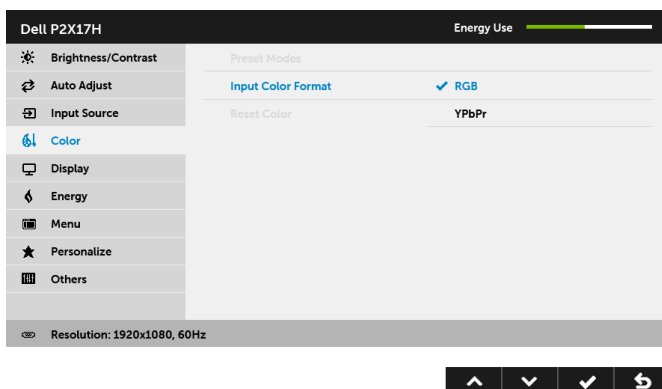 Dell P2X17H Energy Use
Brightness/Contrast Preset Modes
Auto Adjust Input Color Format RGB
Input Source Reset Color YPbPr
Color
Display
Energy
Menu
Personalize
Others
Resolution: 1920x1080, 60Hz